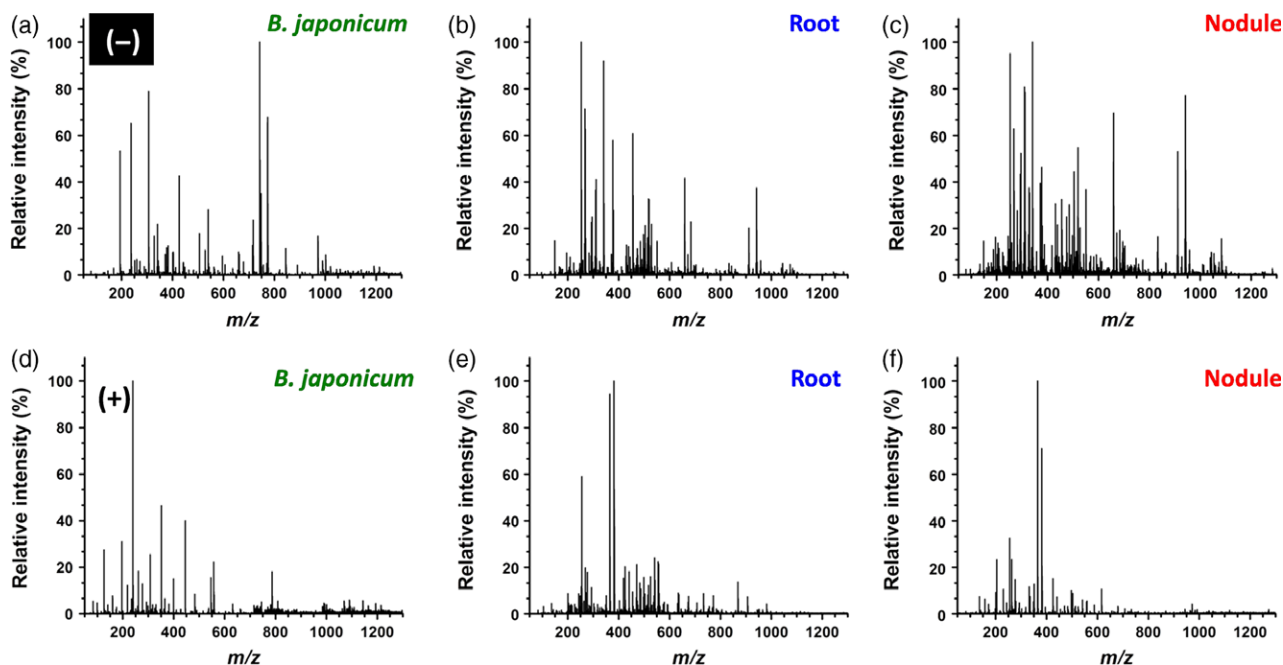 (a) (–) B. japonicum
Relative intensity (%)
100
80
60
40
20
0
200 400 600 800 1000 1200
m/z
(b) Root
Relative intensity (%)
100
80
60
40
20
0
200 400 600 800 1000 1200
m/z
(c) Nodule
Relative intensity (%)
100
80
60
40
20
0
200 400 600 800 1000 1200
m/z
(d) (+) B. japonicum
Relative intensity (%)
100
80
60
40
20
0
200 400 600 800 1000 1200
m/z
(e) Root
Relative intensity (%)
100
80
60
40
20
0
200 400 600 800 1000 1200
m/z
(f) Nodule
Relative intensity (%)
100
80
60
40
20
0
200 400 600 800 1000 1200
m/z